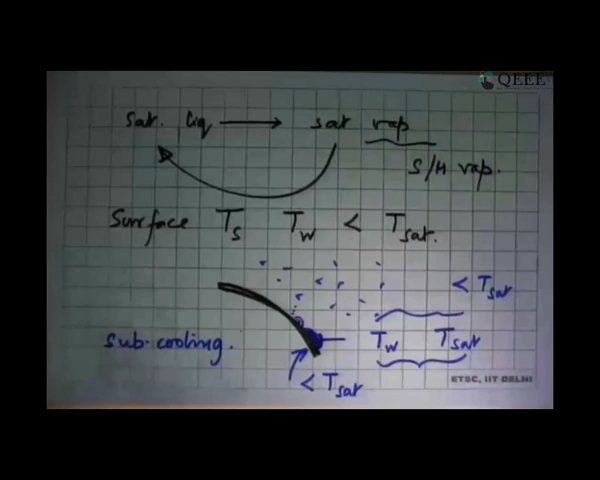 QEEE
Sat. liq → sat vap
S/H vap.
Surface Ts Tw < Tsat.
< Tsat
Sub-cooling. Tw Tsat
< Tsat
ETSC, IIT DELHI